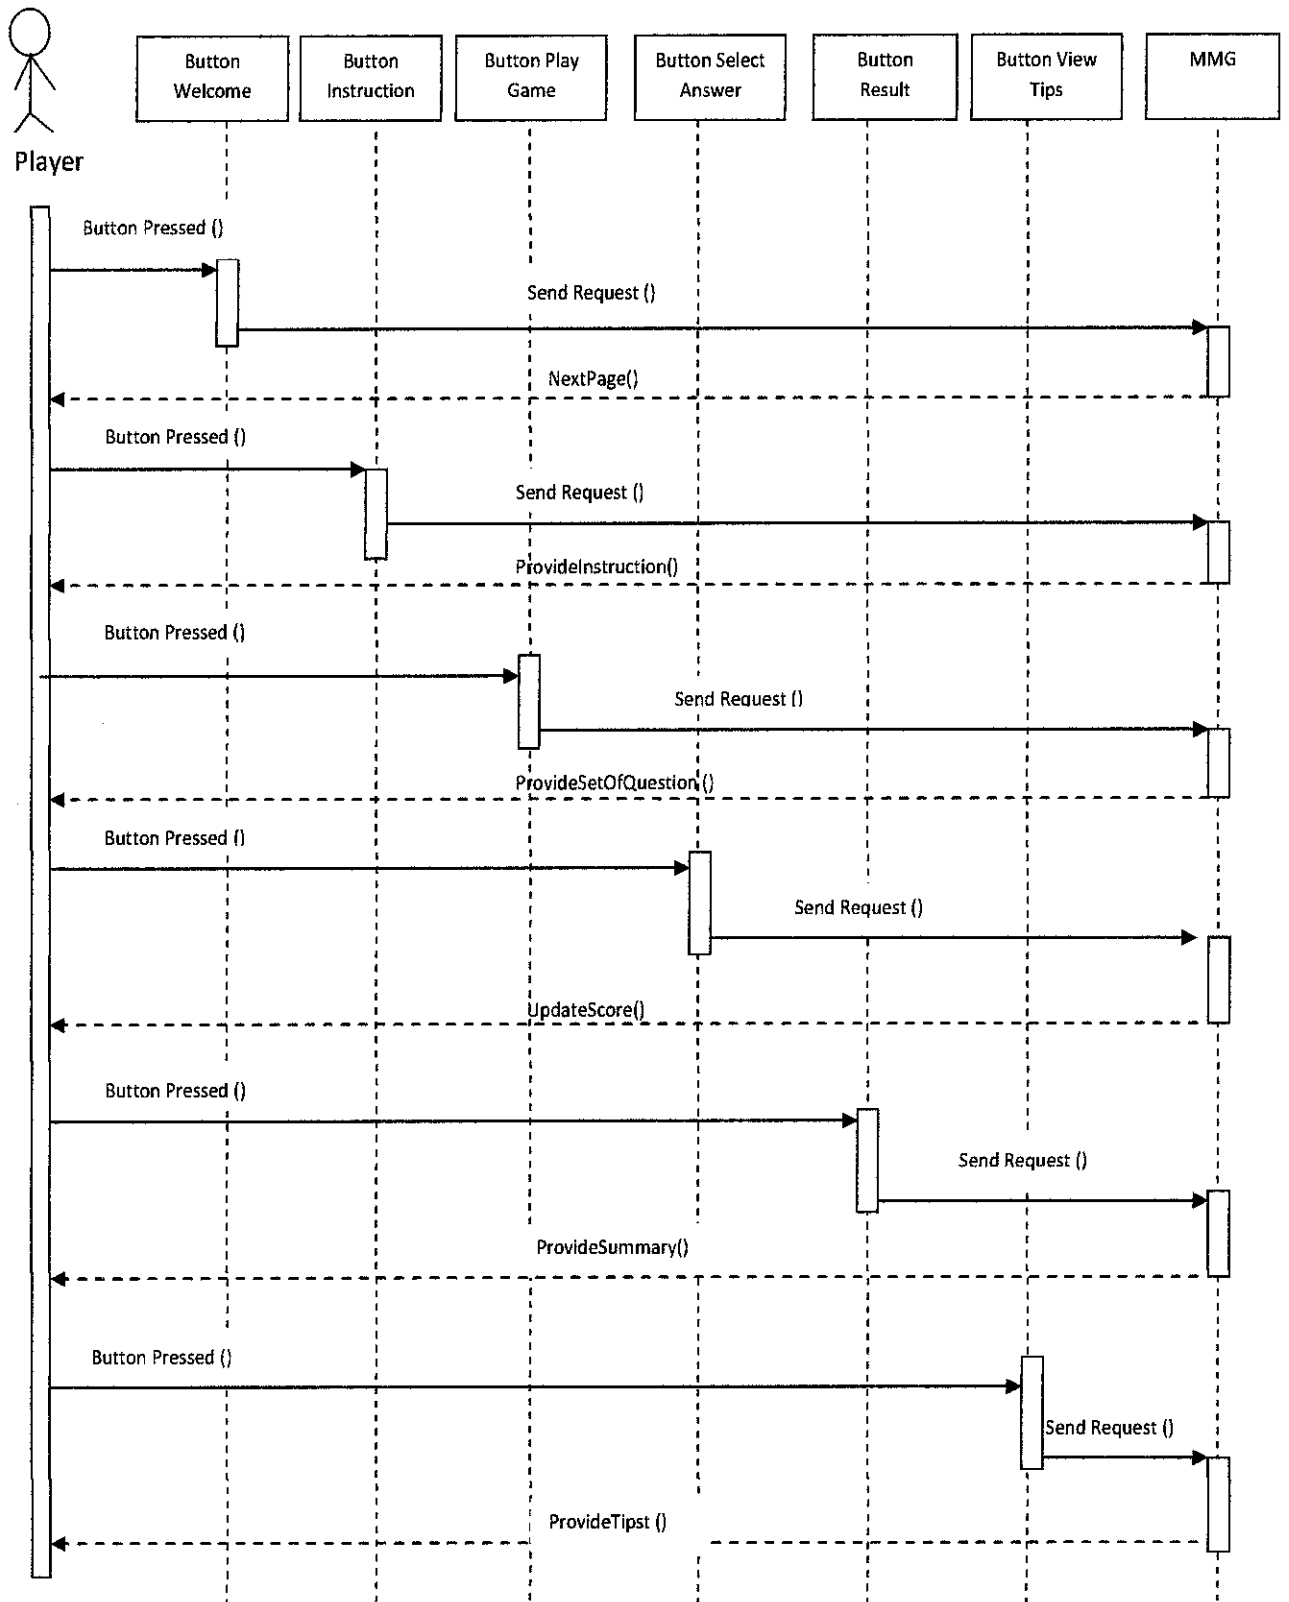 Button
Welcome
Button
Instruction
Button Play
Game
Button Select
Answer
Button
Result
Button View
Tips
MMG
Player
Button Pressed ()
Send Request ()
NextPage()
Button Pressed ()
Send Request ()
ProvideInstruction()
Button Pressed ()
Send Request ()
ProvideSetOfQuestion ()
Button Pressed ()
Send Request ()
UpdateScore()
Button Pressed ()
Send Request ()
ProvideSummary()
Button Pressed ()
Send Request ()
ProvideTipst ()